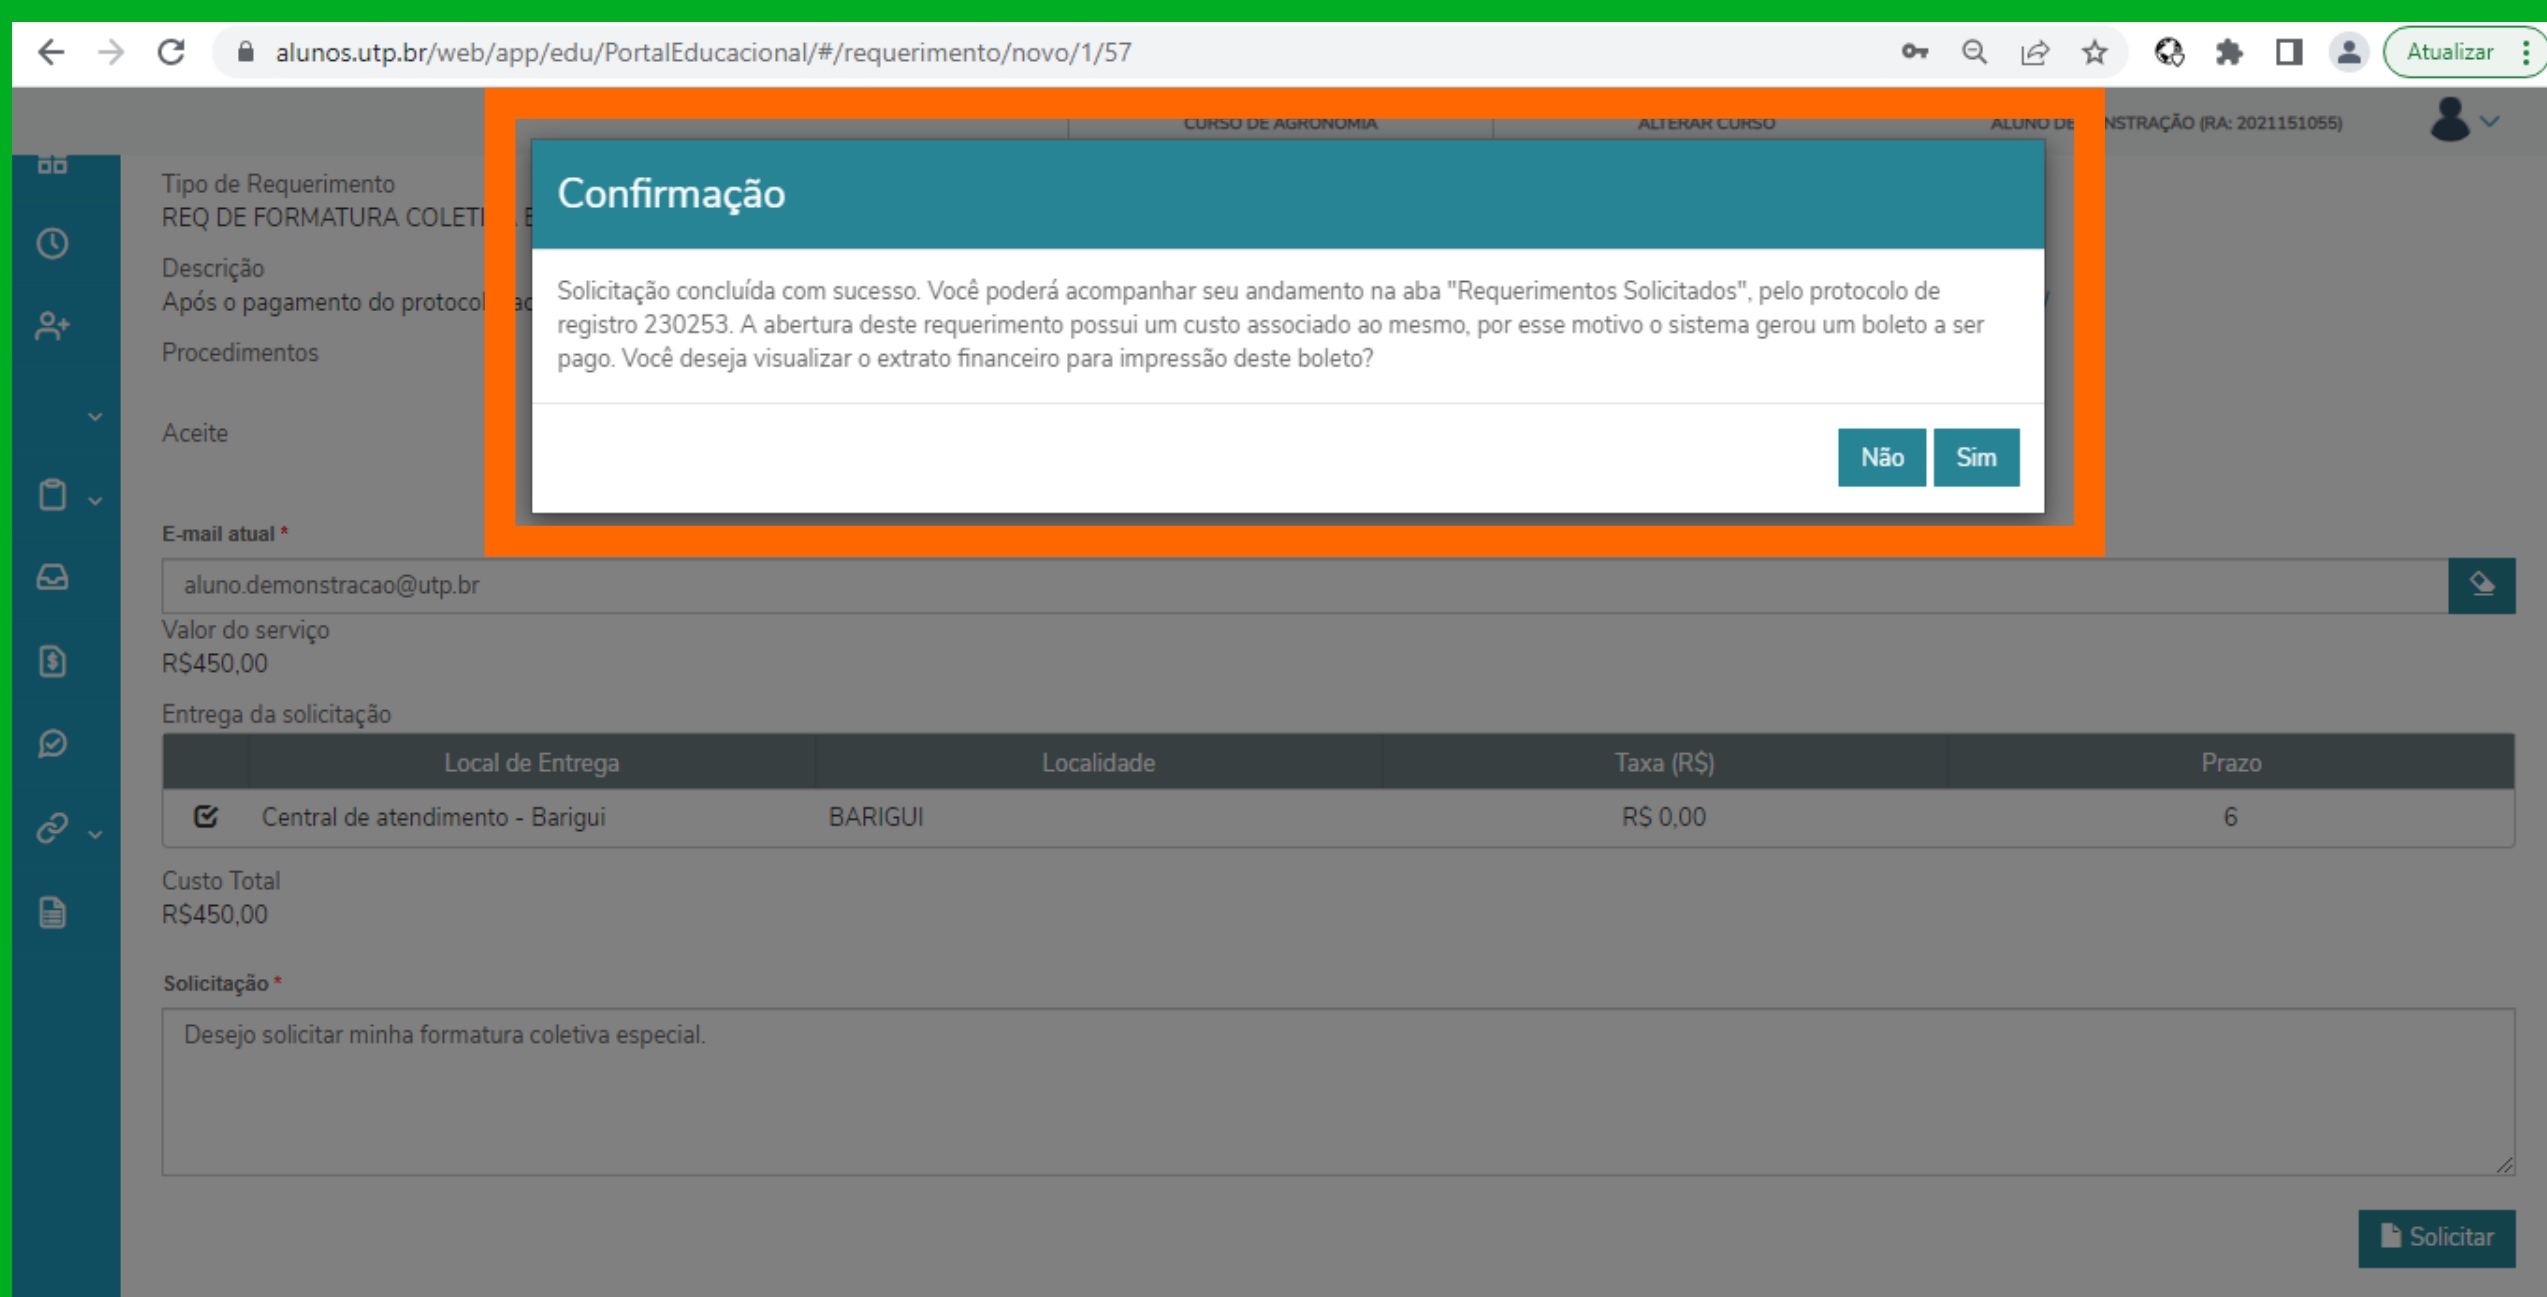 alunos.utp.br/web/app/edu/PortalEducacional/#/requerimento/novo/1/57
Atualizar
CURSO DE AGRONOMIA
ALTERAR CURSO
ALUNO DE NSTRAÇÃO (RA: 2021151055)
Confirmação
Solicitação concluída com sucesso. Você poderá acompanhar seu andamento na aba "Requerimentos Solicitados", pelo protocolo de
registro 230253. A abertura deste requerimento possui um custo associado ao mesmo, por esse motivo o sistema gerou um boleto a ser
pago. Você deseja visualizar o extrato financeiro para impressão deste boleto?
Não
Sim
Tipo de Requerimento
REQ DE FORMATURA COLETI
Descrição
Após o pagamento do protocol
Procedimentos
Aceite
E-mail atual *
aluno.demonstracao@utp.br
Valor do serviço
R$450,00
Entrega da solicitação
Local de Entrega Localidade Taxa (R$) Prazo
Central de atendimento - Barigui BARIGUI R$ 0,00 6
Custo Total
R$450,00
Solicitação *
Desejo solicitar minha formatura coletiva especial.
Solicitar